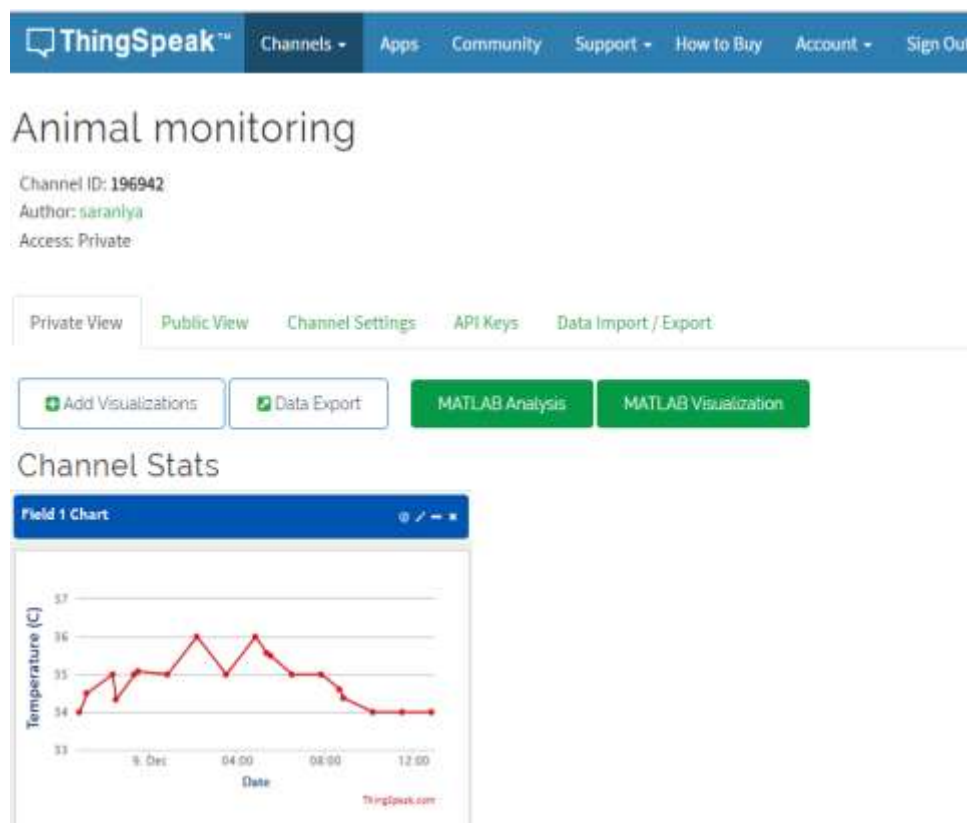 ThingSpeak™ Channels Apps Community Support How to Buy Account Sign Out
Animal monitoring
Channel ID: 196942
Author: saraniya
Access: Private
Private View Public View Channel Settings API Keys Data Import / Export
Add Visualizations Data Export MATLAB Analysis MATLAB Visualization
Channel Stats
Field 1 Chart
Temperature (C)
37
36
35
34
33
9. Dec 04:00 08:00 12:00
Date
ThingSpeak.com